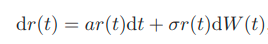 dr(t) = ar(t)dt + σr(t)dW(t)